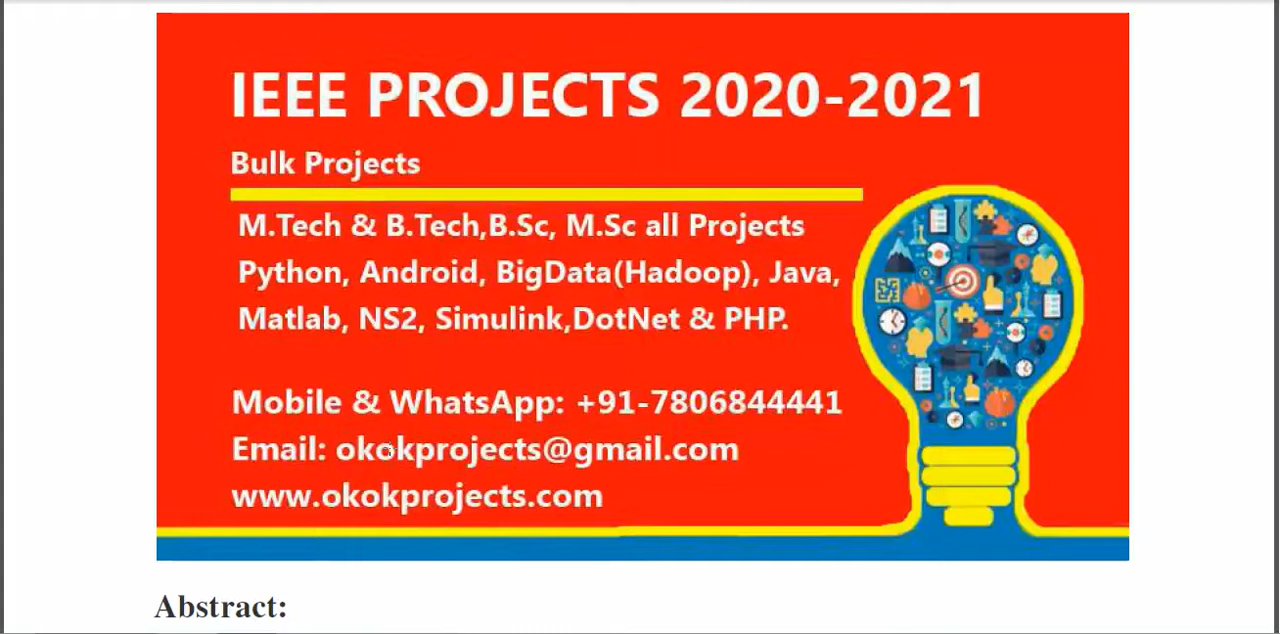 IEEE PROJECTS 2020-2021
Bulk Projects
M.Tech & B.Tech,B.Sc, M.Sc all Projects
Python, Android, BigData(Hadoop), Java,
Matlab, NS2, Simulink,DotNet & PHP.
Mobile & WhatsApp: +91-7806844441
Email: okokprojects@gmail.com
www.okokprojects.com
Abstract: